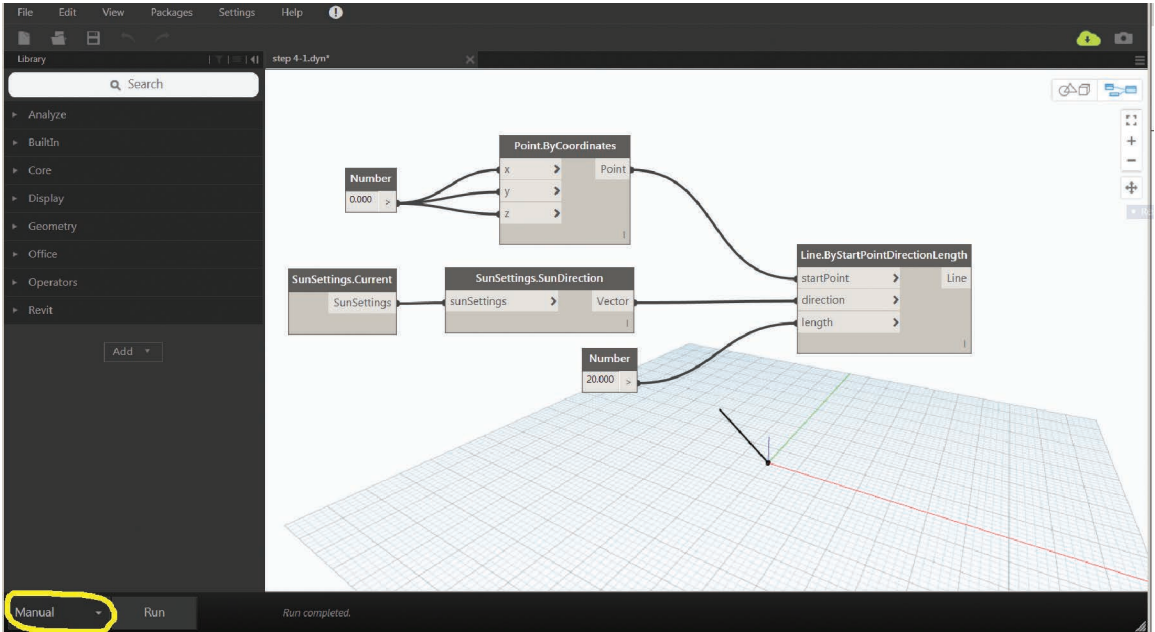 File Edit View Packages Settings Help !
Library
step 4-1.dyn*
Search
Analyze
BuiltIn
Core
Display
Geometry
Office
Operators
Revit
Add
Point.ByCoordinates
x Point
y
z
Number
0.000 >
SunSettings.Current
SunSettings
SunSettings.SunDirection
sunSettings Vector
Line.ByStartPointDirectionLength
startPoint Line
direction
length
Number
20.000 >
Manual Run Run completed.